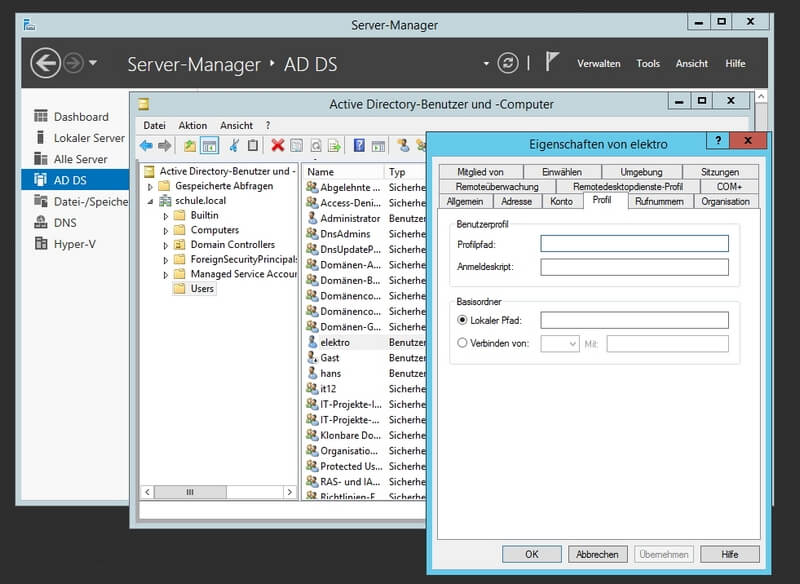 Server-Manager
Server-Manager ‣ AD DS
Verwalten Tools Ansicht Hilfe
Dashboard
Lokaler Server
Alle Server
AD DS
Datei-/Speiche
DNS
Hyper-V
Active Directory-Benutzer und -Computer
Datei Aktion Ansicht ?
Active Directory-Benutzer und -
Gespeicherte Abfragen
schule.local
Builtin
Computers
Domain Controllers
ForeignSecurityPrincipals
Managed Service Accou
Users
Name Typ
Abgelehnte ... Sicherhe
Access-Deni... Sicherhe
Administrator Benutze
DnsAdmins Sicherhe
DnsUpdateP... Sicherhe
Domänen-A... Sicherhe
Domänen-B... Sicherhe
Domänenco... Sicherhe
Domänenco... Sicherhe
Domänen-G... Sicherhe
elektro Benutze
Gast Benutze
hans Benutze
it12 Sicherhe
IT-Projekte-I... Sicherhe
IT-Projekte-... Sicherhe
Klonbare Do... Sicherhe
Organisatio... Sicherhe
Protected Us... Sicherhe
RAS- und IA... Sicherhe
Richtlinien-E... Sicherhe
Eigenschaften von elektro
Mitglied von Einwählen Umgebung Sitzungen
Remoteüberwachung Remotedesktopdienste-Profil COM+
Allgemein Adresse Konto Profil Rufnummern Organisation
Benutzerprofil
Profilpfad:
Anmeldeskript:
Basisordner
Lokaler Pfad:
Verbinden von: Mit:
OK Abbrechen Übernehmen Hilfe